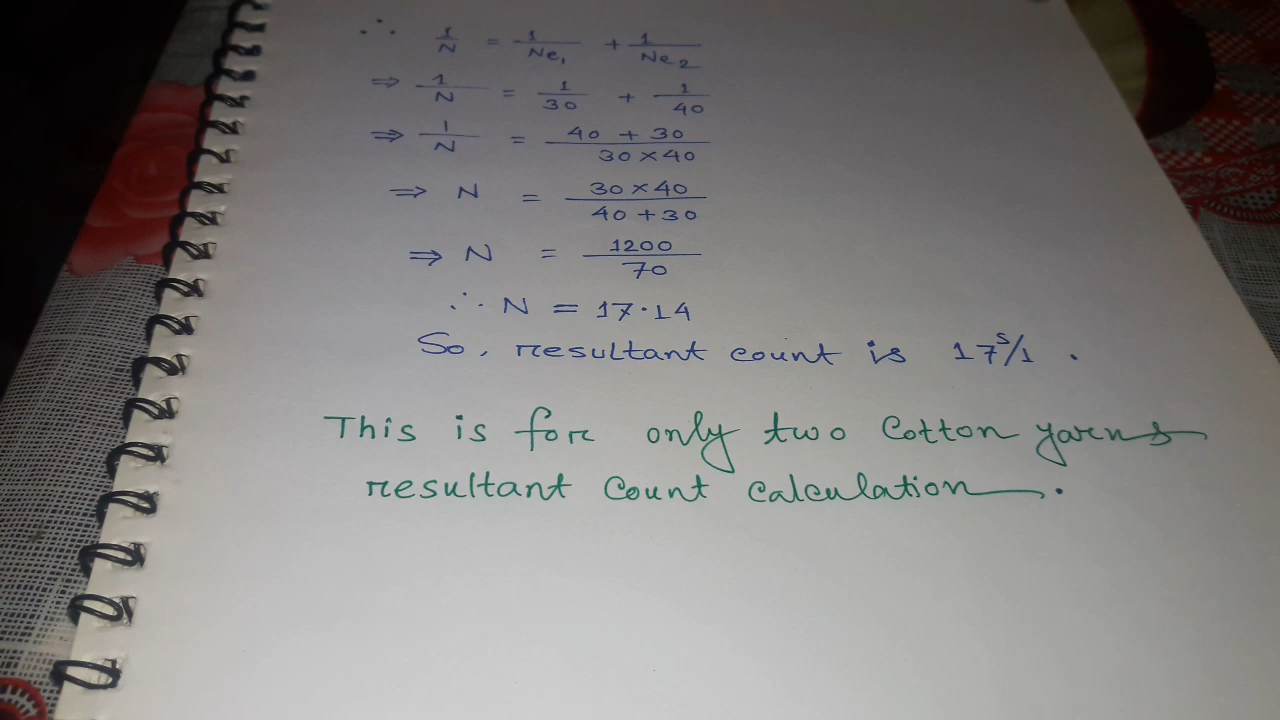 ∴ 1/N = 1/Ne₁ + 1/Ne₂
⇒ 1/N = 1/30 + 1/40
⇒ 1/N = (40 + 30)/(30 × 40)
⇒ N = (30 × 40)/(40 + 30)
⇒ N = 1200/70
∴ N = 17.14
So, resultant count is 17ˢ/1 .
This is for only two Cotton yarns
resultant Count Calculation .